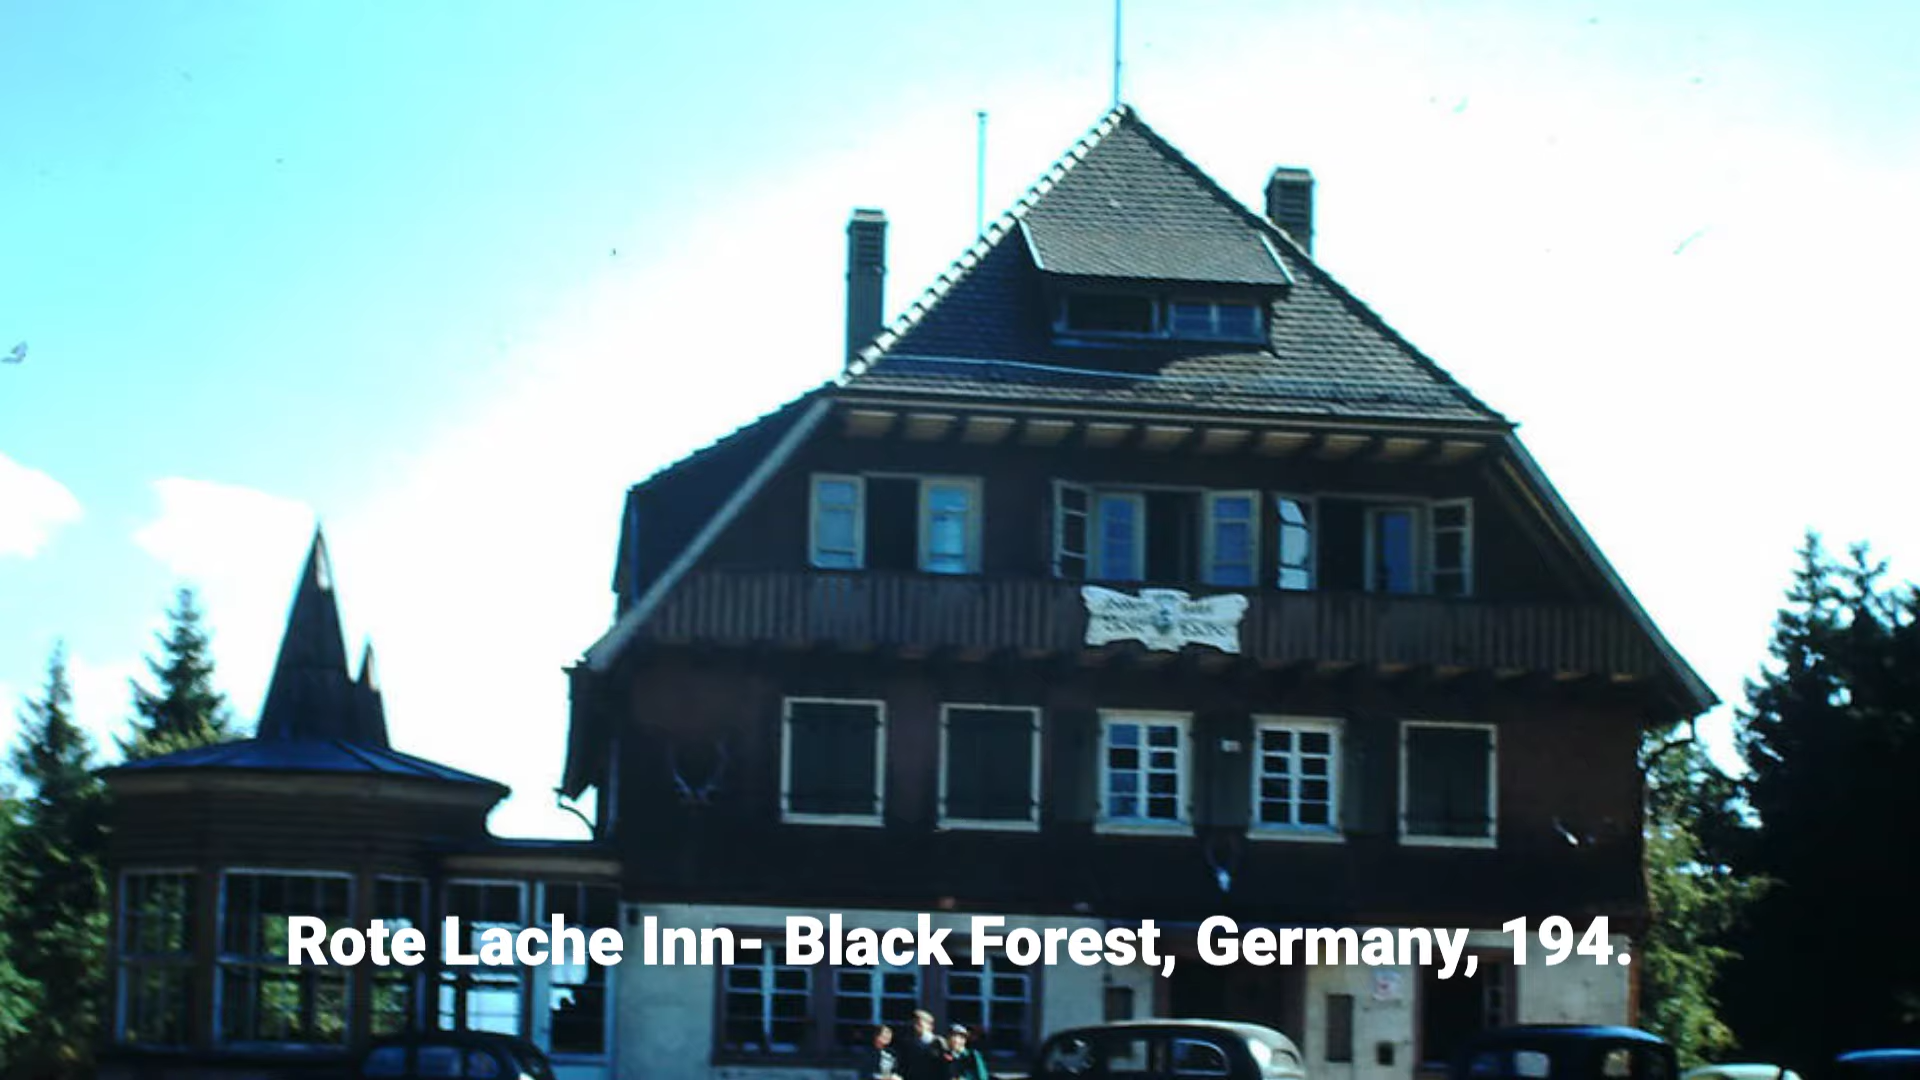 Rote Lache Inn- Black Forest, Germany, 194.